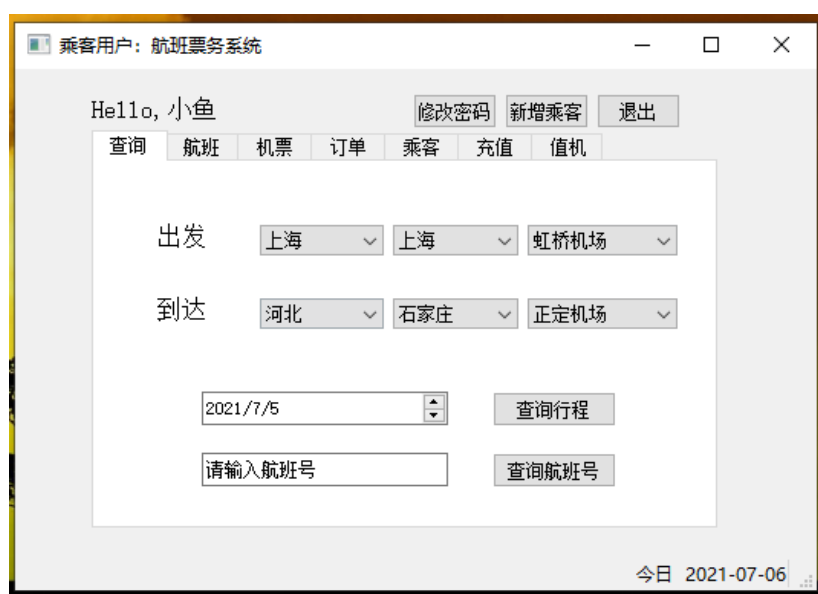 乘客用户：航班票务系统
Hello, 小鱼 修改密码 新增乘客 退出
查询 航班 机票 订单 乘客 充值 值机
出发 上海 上海 虹桥机场
到达 河北 石家庄 正定机场
2021/7/5 查询行程
请输入航班号 查询航班号
今日 2021-07-06